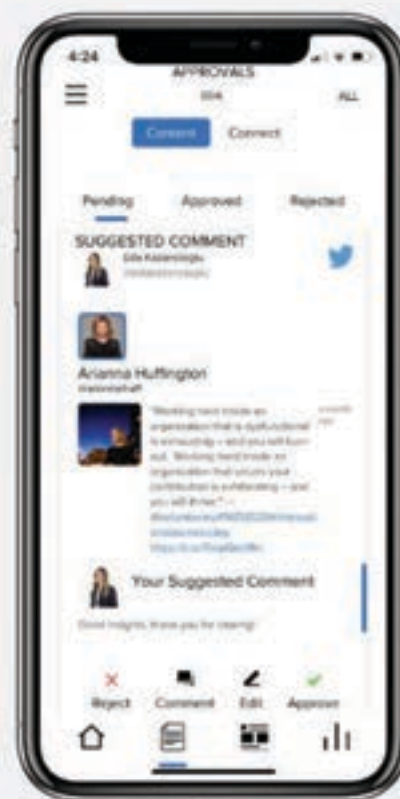 4:24
APPROVALS
ALL
Content Connect
Pending Approved Rejected
SUGGESTED COMMENT
Arianna Huffington
"Working hard inside an
organization that is dysfunctional
is exhausting – and you will burn
out. Working hard inside an
organization that values your
contribution is exhilarating – and
you will thrive." –
Your Suggested Comment
Great insights, thank you for sharing!
Reject Comment Edit Approve